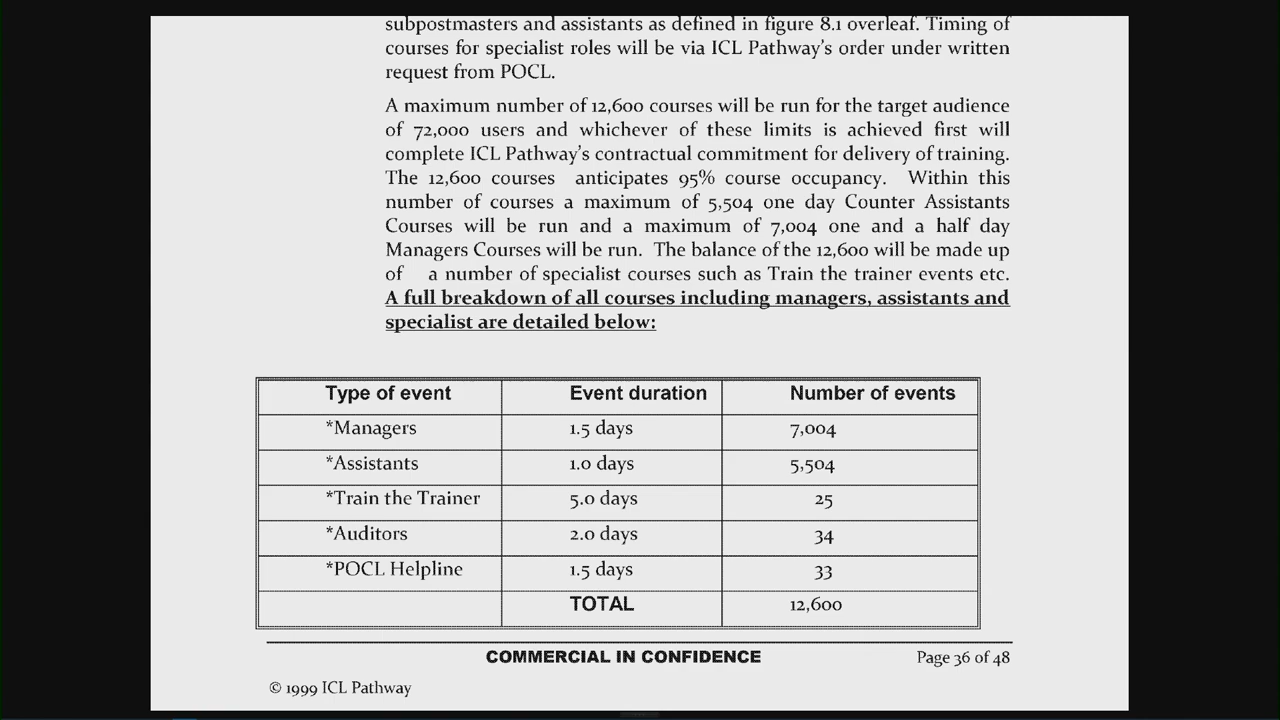 subpostmasters and assistants as defined in figure 8.1 overleaf. Timing of
courses for specialist roles will be via ICL Pathway's order under written
request from POCL.
A maximum number of 12,600 courses will be run for the target audience
of 72,000 users and whichever of these limits is achieved first will
complete ICL Pathway's contractual commitment for delivery of training.
The 12,600 courses anticipates 95% course occupancy. Within this
number of courses a maximum of 5,504 one day Counter Assistants
Courses will be run and a maximum of 7,004 one and a half day
Managers Courses will be run. The balance of the 12,600 will be made up
of a number of specialist courses such as Train the trainer events etc.
A full breakdown of all courses including managers, assistants and
specialist are detailed below:
Type of event Event duration Number of events
*Managers 1.5 days 7,004
*Assistants 1.0 days 5,504
*Train the Trainer 5.0 days 25
*Auditors 2.0 days 34
*POCL Helpline 1.5 days 33
TOTAL 12,600
COMMERCIAL IN CONFIDENCE Page 36 of 48
© 1999 ICL Pathway